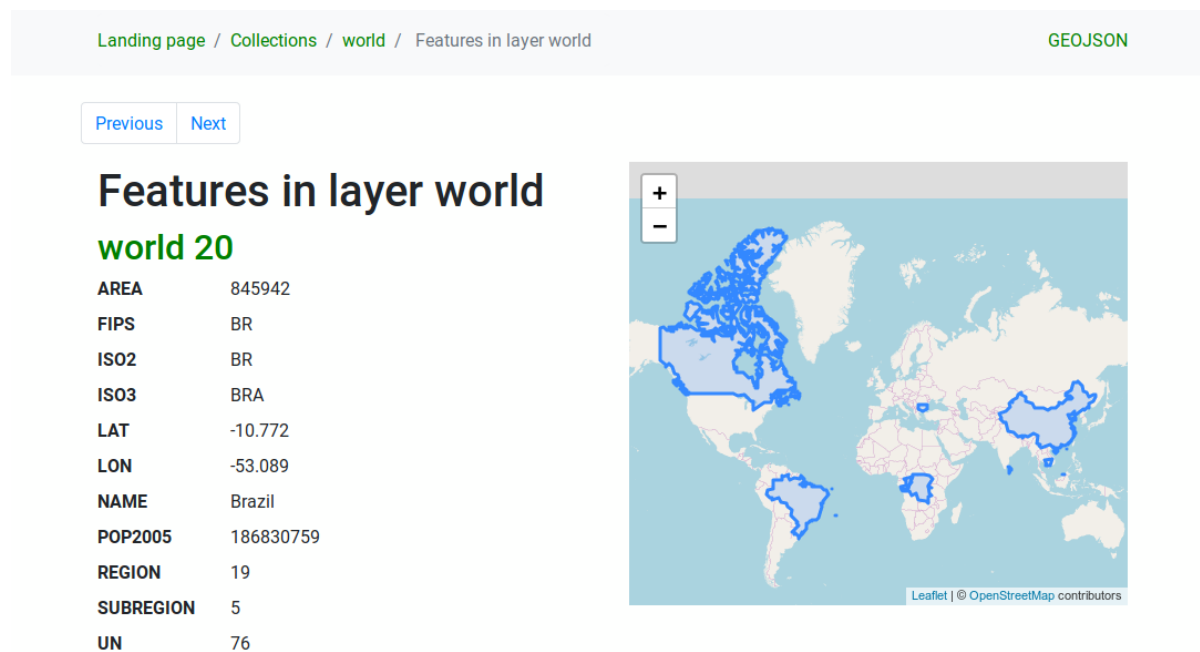 Landing page / Collections / world / Features in layer world GEOJSON
Previous Next
Features in layer world
world 20
AREA 845942
FIPS BR
ISO2 BR
ISO3 BRA
LAT -10.772
LON -53.089
NAME Brazil
POP2005 186830759
REGION 19
SUBREGION 5
UN 76
+
−
Leaflet | © OpenStreetMap contributors